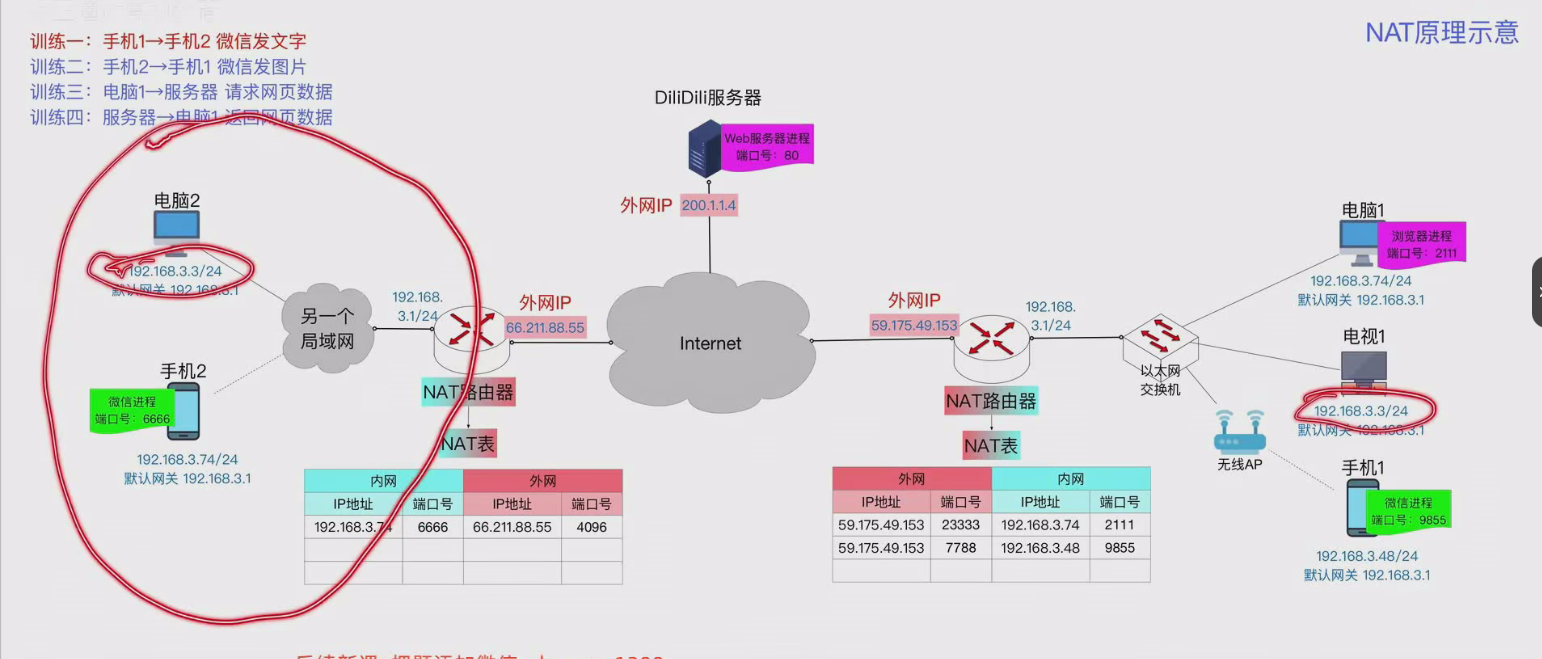 NAT原理示意
训练一：手机1→手机2 微信发文字
训练二：手机2→手机1 微信发图片
训练三：电脑1→服务器 请求网页数据
训练四：服务器→电脑1 返回网页数据
DiliDili服务器
Web服务器进程
端口号：80
外网IP 200.1.1.4
电脑2
192.168.3.3/24
默认网关 192.168.3.1
另一个
局域网
192.168.
3.1/24
外网IP
66.211.88.55
手机2
微信进程
端口号：6666
192.168.3.74/24
默认网关 192.168.3.1
NAT路由器
NAT表
内网 外网
IP地址 端口号 IP地址 端口号
192.168.3.74 6666 66.211.88.55 4096
Internet
外网IP
59.175.49.153
192.168.
3.1/24
NAT路由器
NAT表
外网 内网
IP地址 端口号 IP地址 端口号
59.175.49.153 23333 192.168.3.74 2111
59.175.49.153 7788 192.168.3.48 9855
以太网
交换机
无线AP
电脑1
浏览器进程
端口号：2111
192.168.3.74/24
默认网关 192.168.3.1
电视1
192.168.3.3/24
默认网关 192.168.3.1
手机1
微信进程
端口号：9855
192.168.3.48/24
默认网关 192.168.3.1